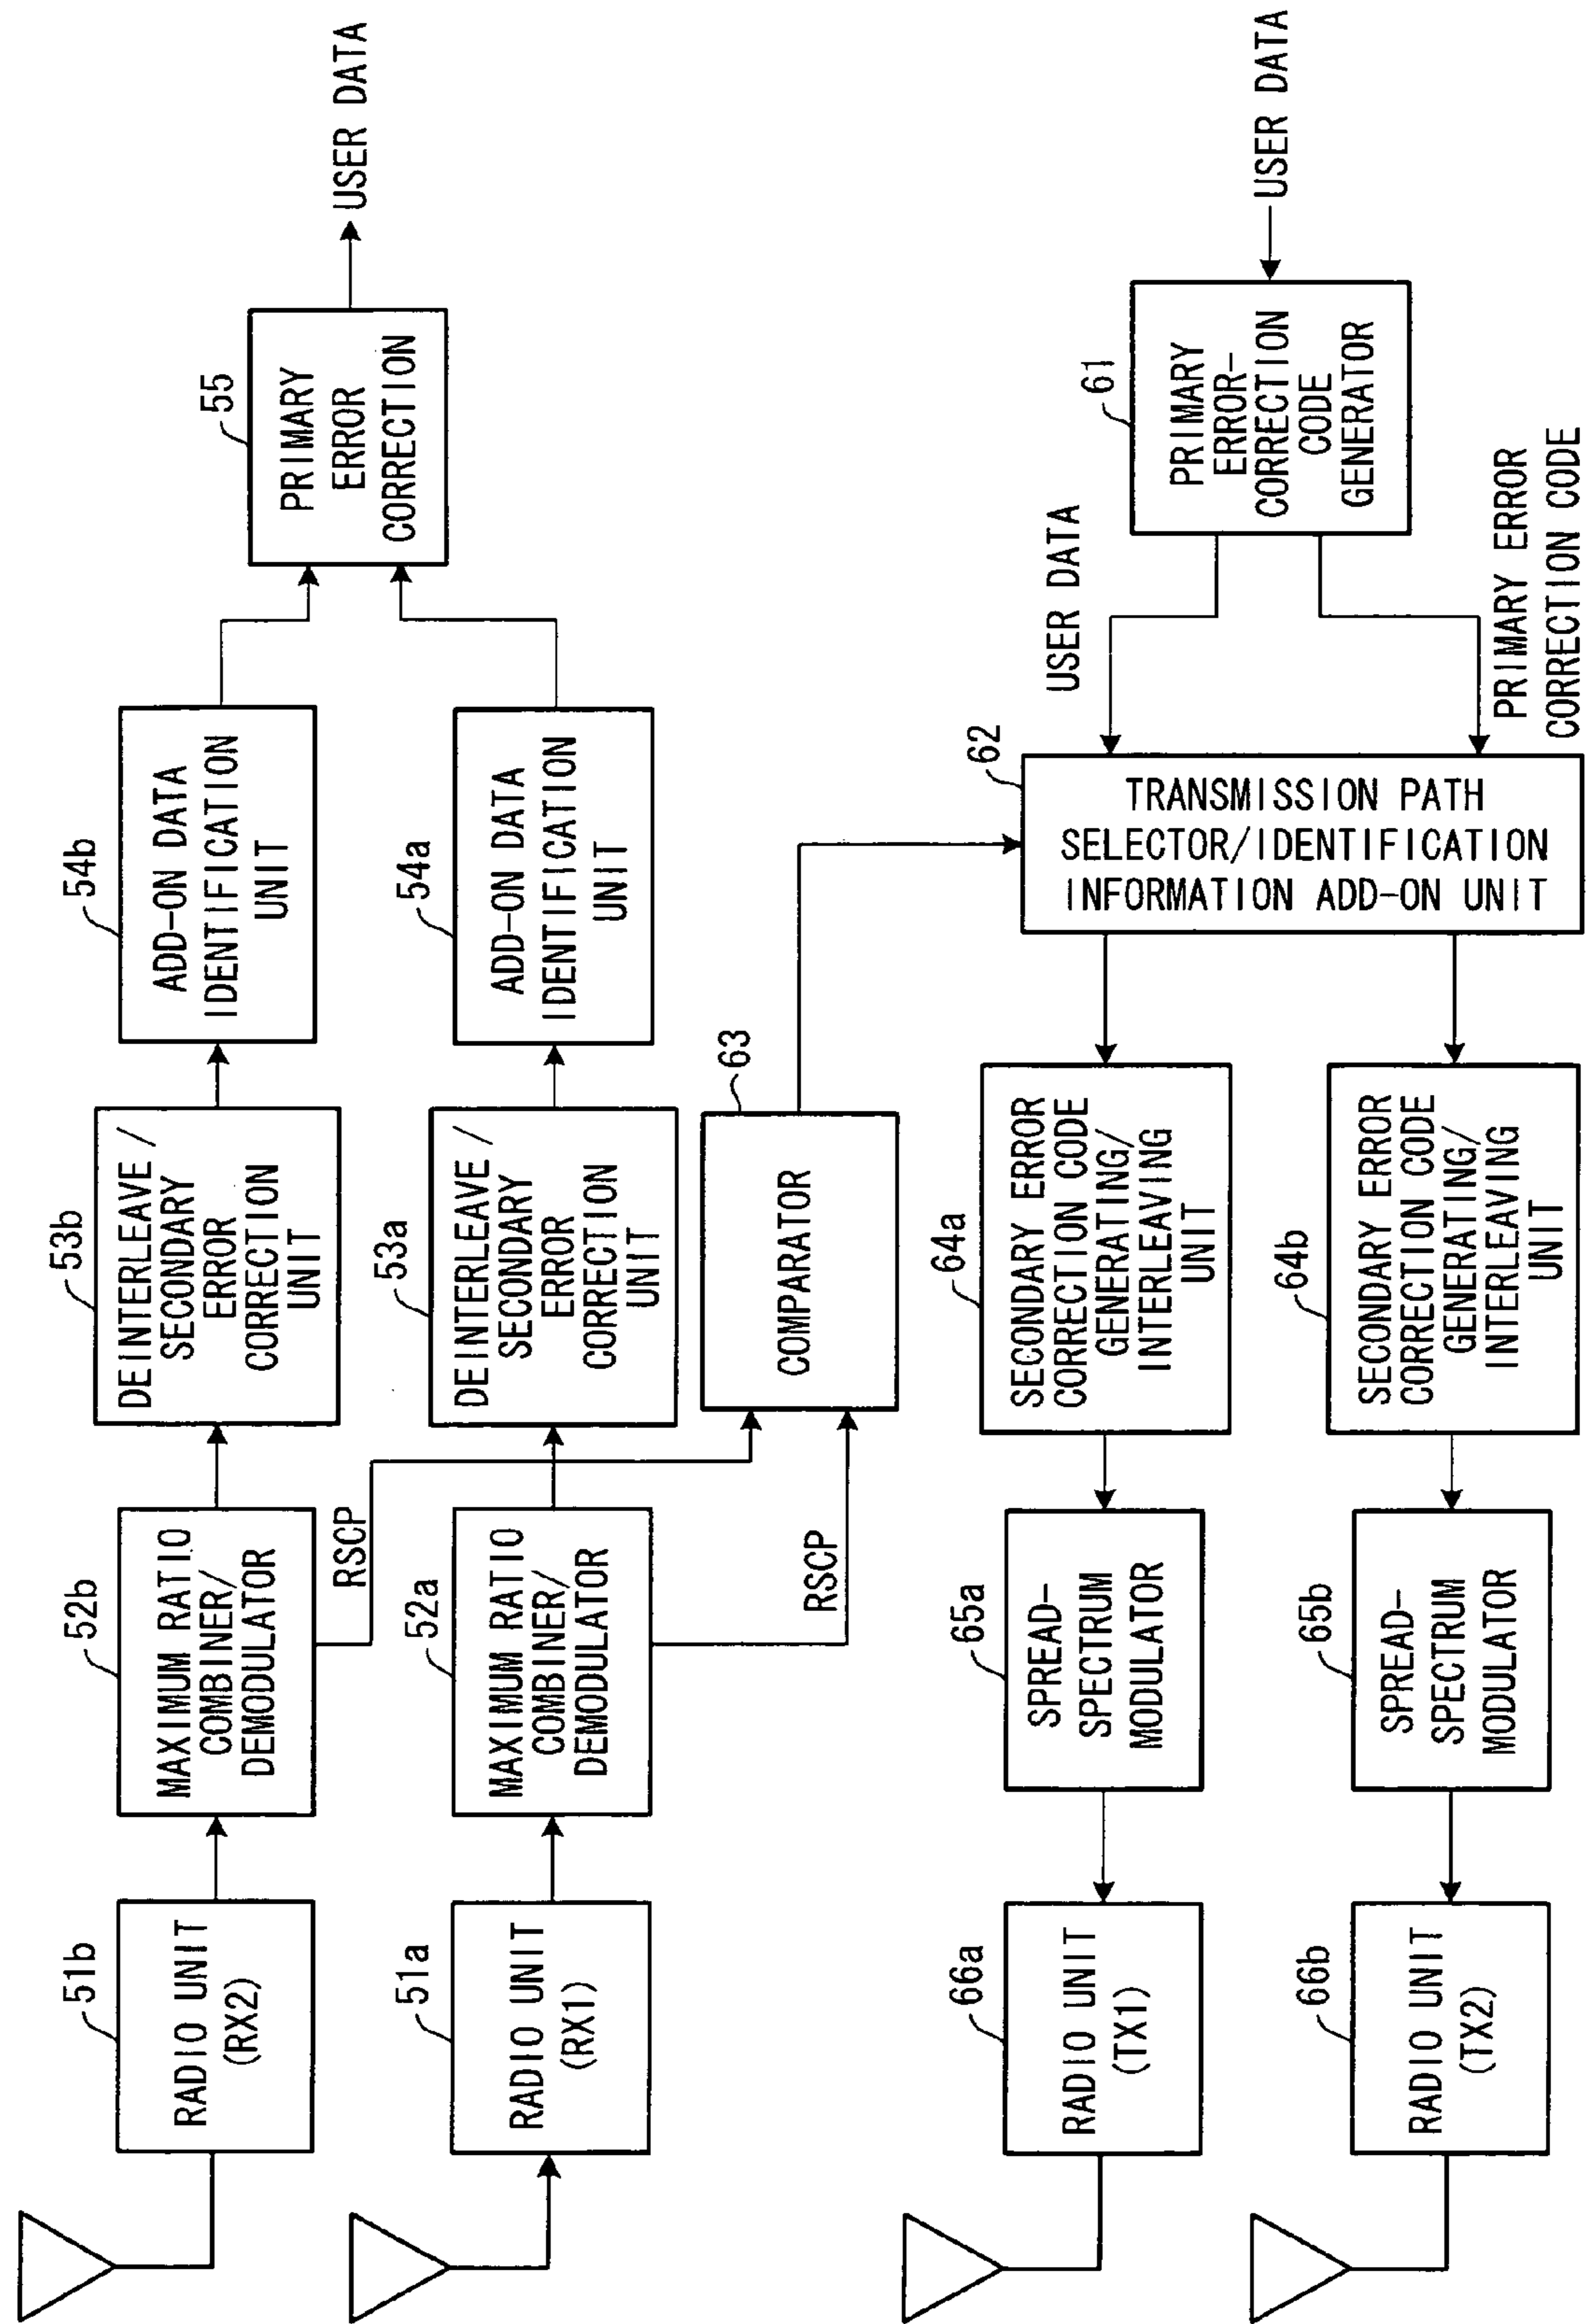 51b
RADIO UNIT
(RX2)
52b
MAXIMUM RATIO
COMBINER/
DEMODULATOR
RSCP
53b
DEINTERLEAVE/
SECONDARY
ERROR
CORRECTION
UNIT
54b
ADD-ON DATA
IDENTIFICATION
UNIT
55
PRIMARY
ERROR
CORRECTION
USER DATA
51a
RADIO UNIT
(RX1)
52a
MAXIMUM RATIO
COMBINER/
DEMODULATOR
RSCP
53a
DEINTERLEAVE/
SECONDARY
ERROR
CORRECTION
UNIT
54a
ADD-ON DATA
IDENTIFICATION
UNIT
63
COMPARATOR
66a
RADIO UNIT
(TX1)
65a
SPREAD-
SPECTRUM
MODULATOR
64a
SECONDARY ERROR
CORRECTION CODE
GENERATING/
INTERLEAVING
UNIT
62
TRANSMISSION PATH
SELECTOR/IDENTIFICATION
INFORMATION ADD-ON UNIT
USER DATA
61
PRIMARY
ERROR-
CORRECTION
CODE
GENERATOR
USER DATA
PRIMARY ERROR
CORRECTION CODE
66b
RADIO UNIT
(TX2)
65b
SPREAD-
SPECTRUM
MODULATOR
64b
SECONDARY ERROR
CORRECTION CODE
GENERATING/
INTERLEAVING
UNIT